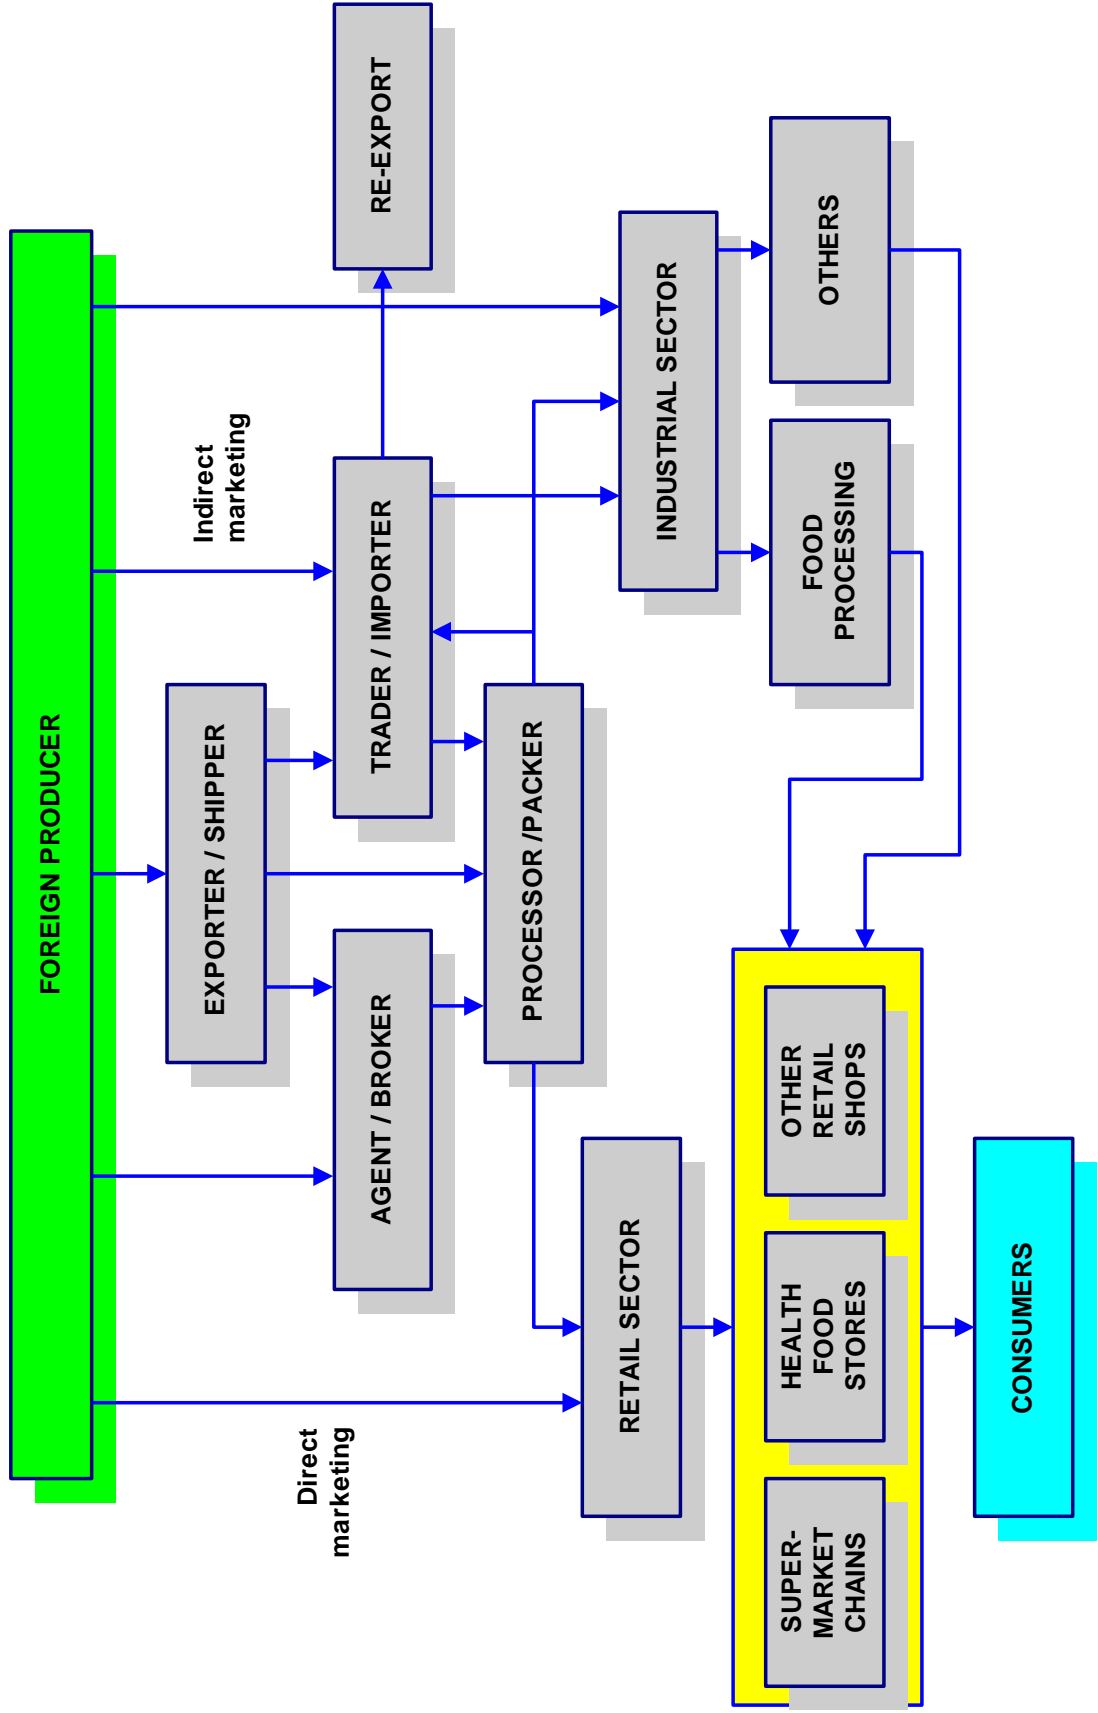 FOREIGN PRODUCER
Direct
marketing
Indirect
marketing
EXPORTER / SHIPPER
AGENT / BROKER
TRADER / IMPORTER
RE-EXPORT
PROCESSOR /PACKER
RETAIL SECTOR
INDUSTRIAL SECTOR
SUPER-
MARKET
CHAINS
HEALTH
FOOD
STORES
OTHER
RETAIL
SHOPS
FOOD
PROCESSING
OTHERS
CONSUMERS